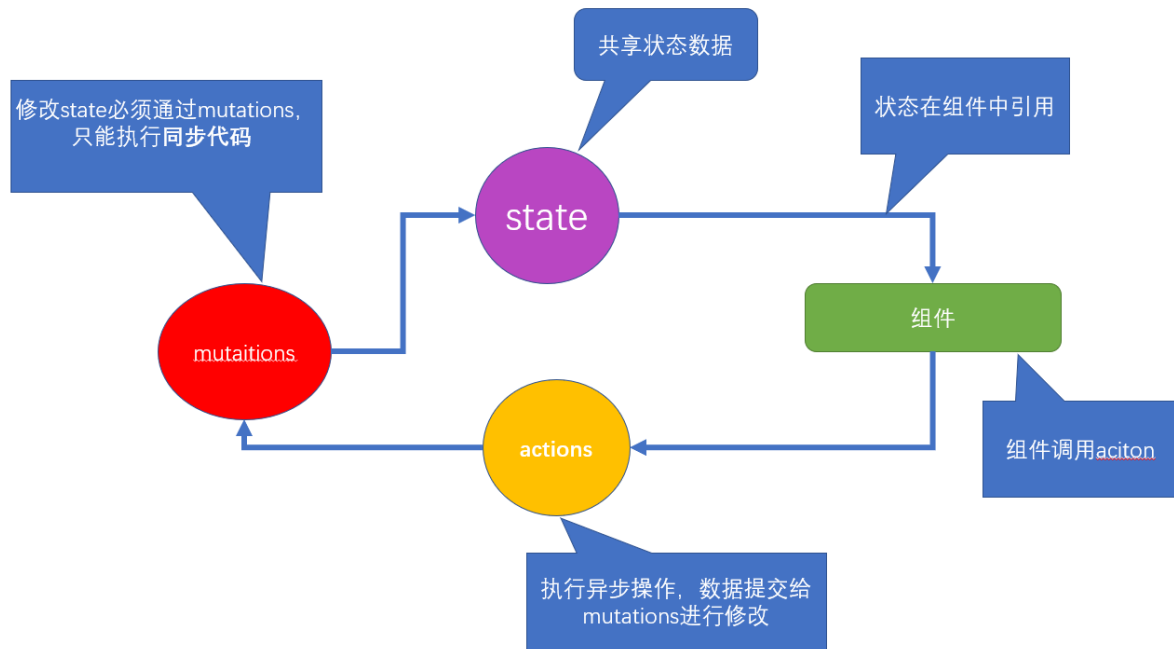 共享状态数据
修改state必须通过mutations,
只能执行同步代码
状态在组件中引用
state
组件
mutaitions
actions
组件调用aciton
执行异步操作，数据提交给
mutations进行修改